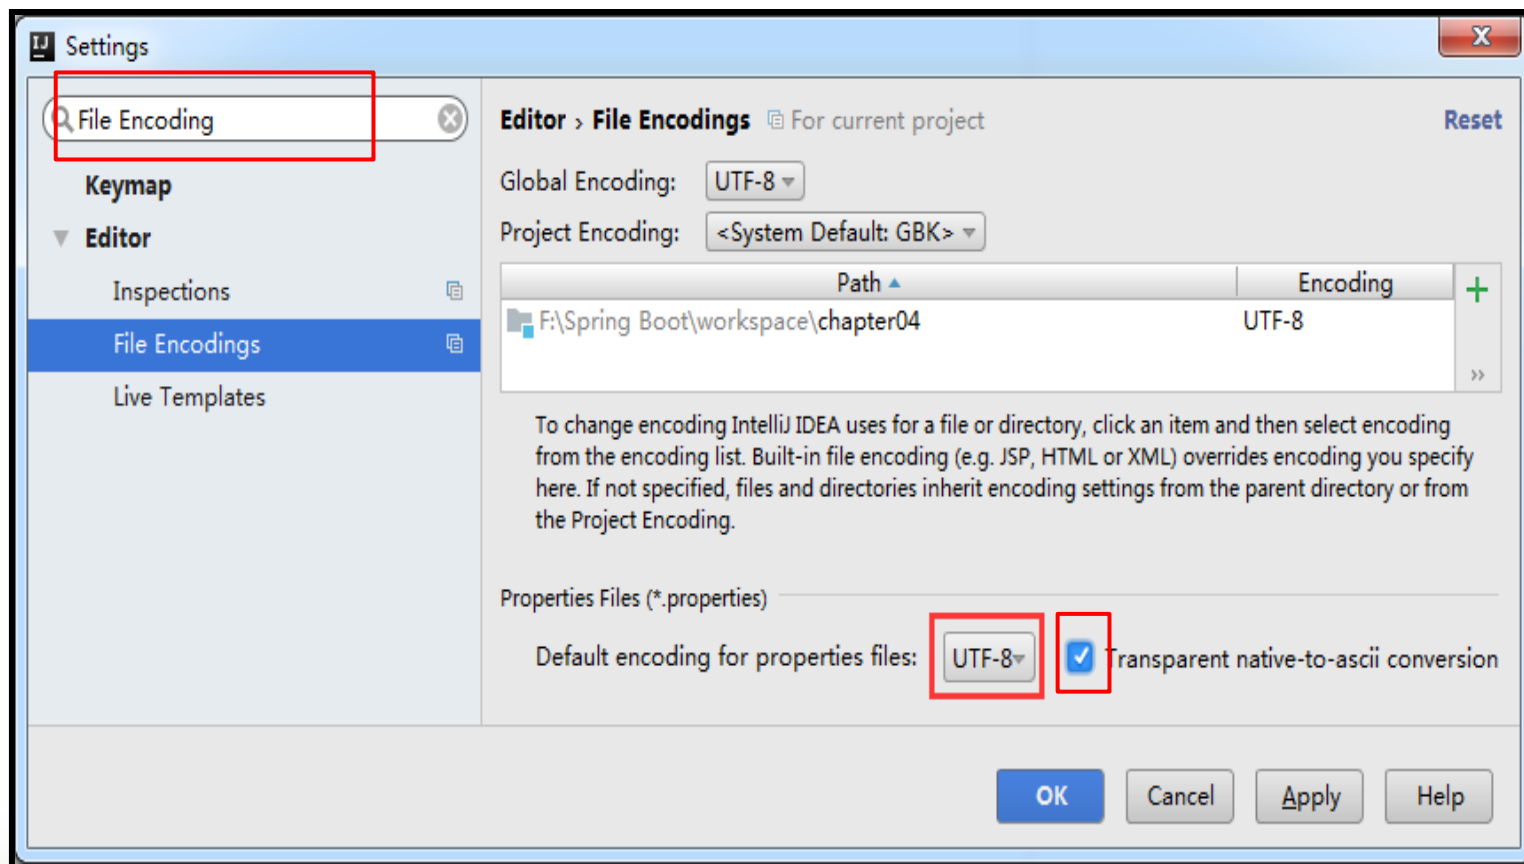 IJ Settings
x
File Encoding
Editor › File Encodings For current project Reset
Keymap
Global Encoding: UTF-8
Editor
Project Encoding: <System Default: GBK>
Path Encoding
Inspections
F:\Spring Boot\workspace\chapter04 UTF-8
File Encodings
Live Templates
To change encoding IntelliJ IDEA uses for a file or directory, click an item and then select encoding
from the encoding list. Built-in file encoding (e.g. JSP, HTML or XML) overrides encoding you specify
here. If not specified, files and directories inherit encoding settings from the parent directory or from
the Project Encoding.
Properties Files (*.properties)
Default encoding for properties files: UTF-8 Transparent native-to-ascii conversion
OK Cancel Apply Help